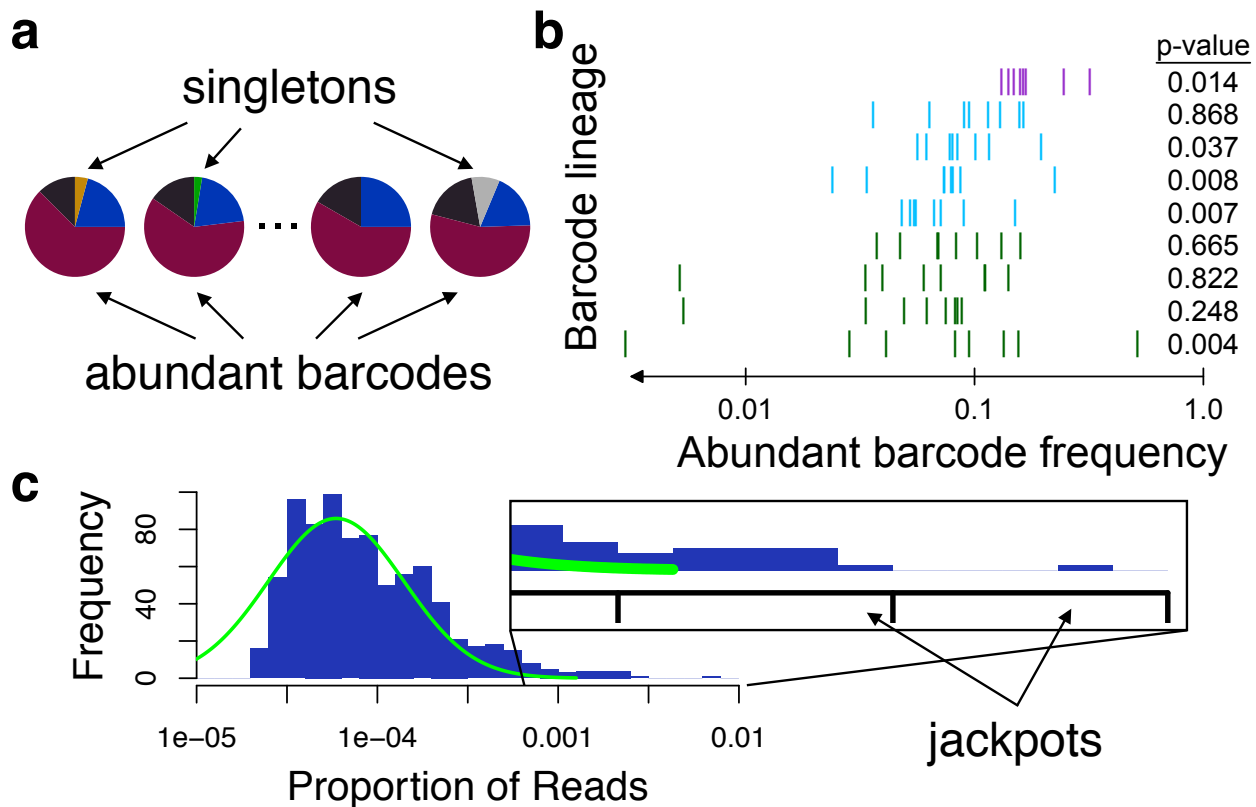 a
singletons
abundant barcodes
b
Barcode lineage
p-value
0.014
0.868
0.037
0.008
0.007
0.665
0.822
0.248
0.004
0.01 0.1 1.0
Abundant barcode frequency
c
Frequency
80
40
0
1e-05 1e-04 0.001 0.01
Proportion of Reads
jackpots